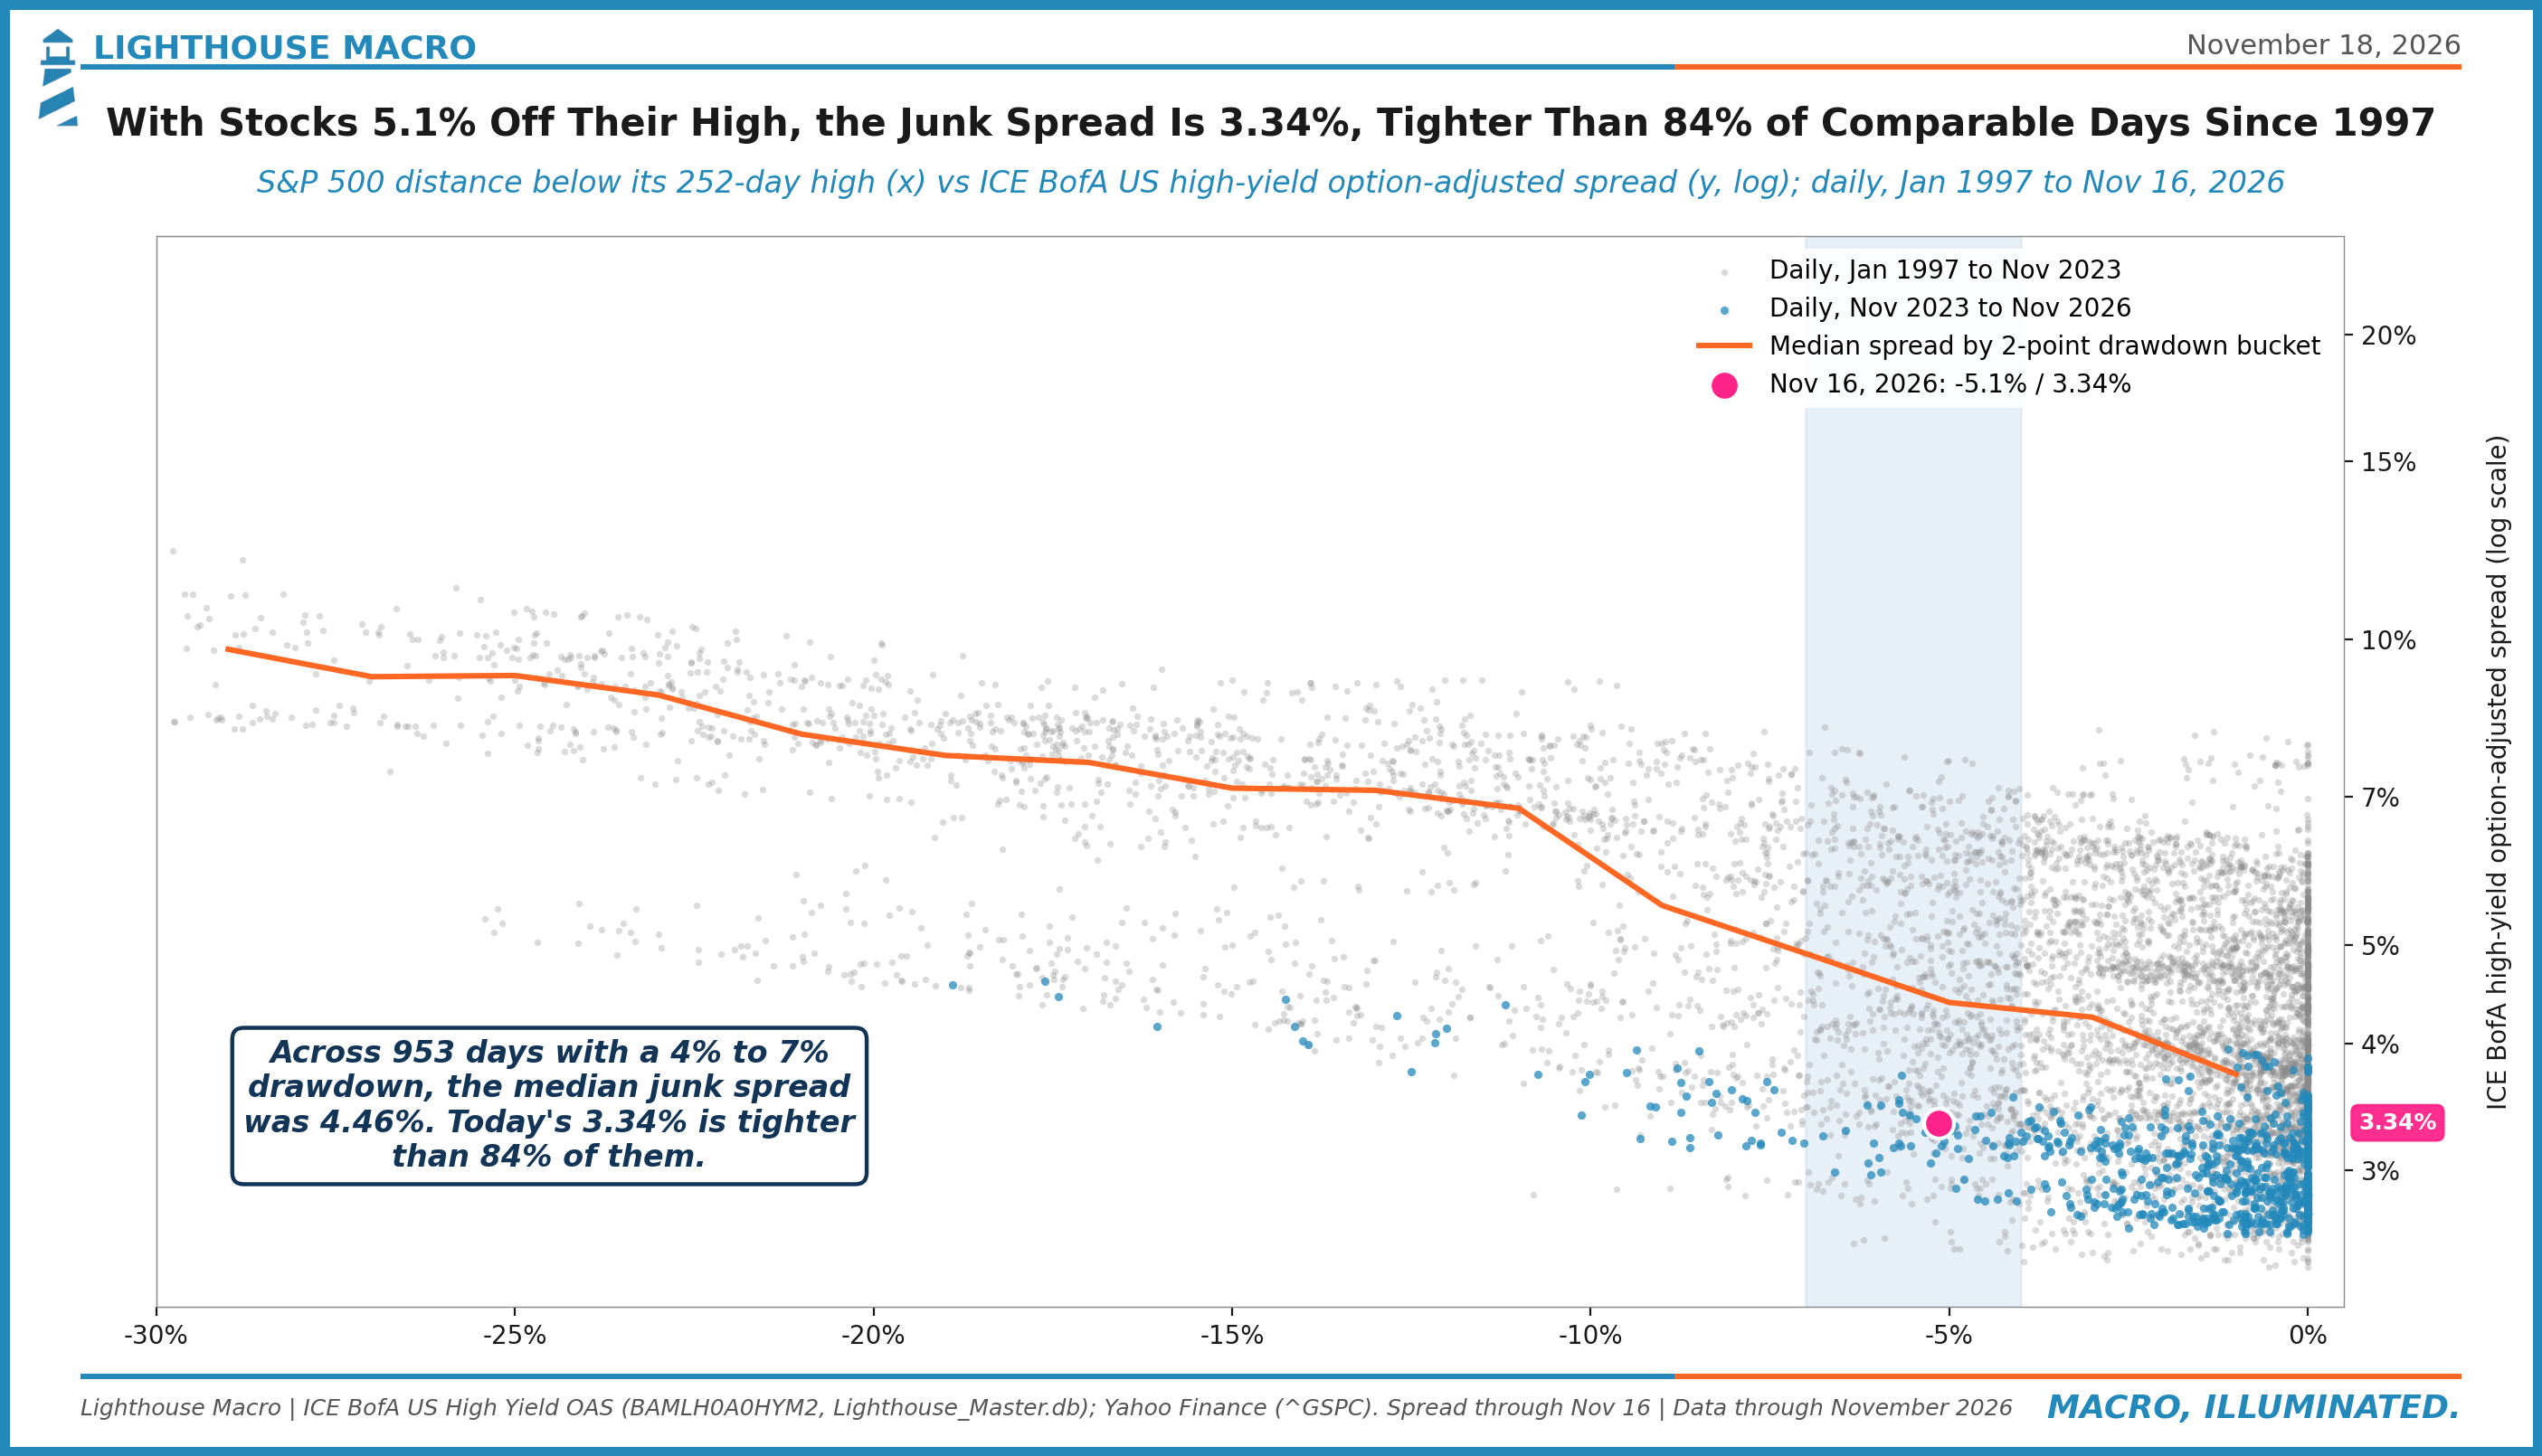 LIGHTHOUSE MACRO
November 18, 2026
With Stocks 5.1% Off Their High, the Junk Spread Is 3.34%, Tighter Than 84% of Comparable Days Since 1997
S&P 500 distance below its 252-day high (x) vs ICE BofA US high-yield option-adjusted spread (y, log); daily, Jan 1997 to Nov 16, 2026
Daily, Jan 1997 to Nov 2023
Daily, Nov 2023 to Nov 2026
Median spread by 2-point drawdown bucket
Nov 16, 2026: -5.1% / 3.34%
20%
15%
10%
7%
5%
4%
3.34%
3%
ICE BofA high-yield option-adjusted spread (log scale)
Across 953 days with a 4% to 7%
drawdown, the median junk spread
was 4.46%. Today's 3.34% is tighter
than 84% of them.
-30%
-25%
-20%
-15%
-10%
-5%
0%
Lighthouse Macro | ICE BofA US High Yield OAS (BAMLH0A0HYM2, Lighthouse_Master.db); Yahoo Finance (^GSPC). Spread through Nov 16 | Data through November 2026
MACRO, ILLUMINATED.